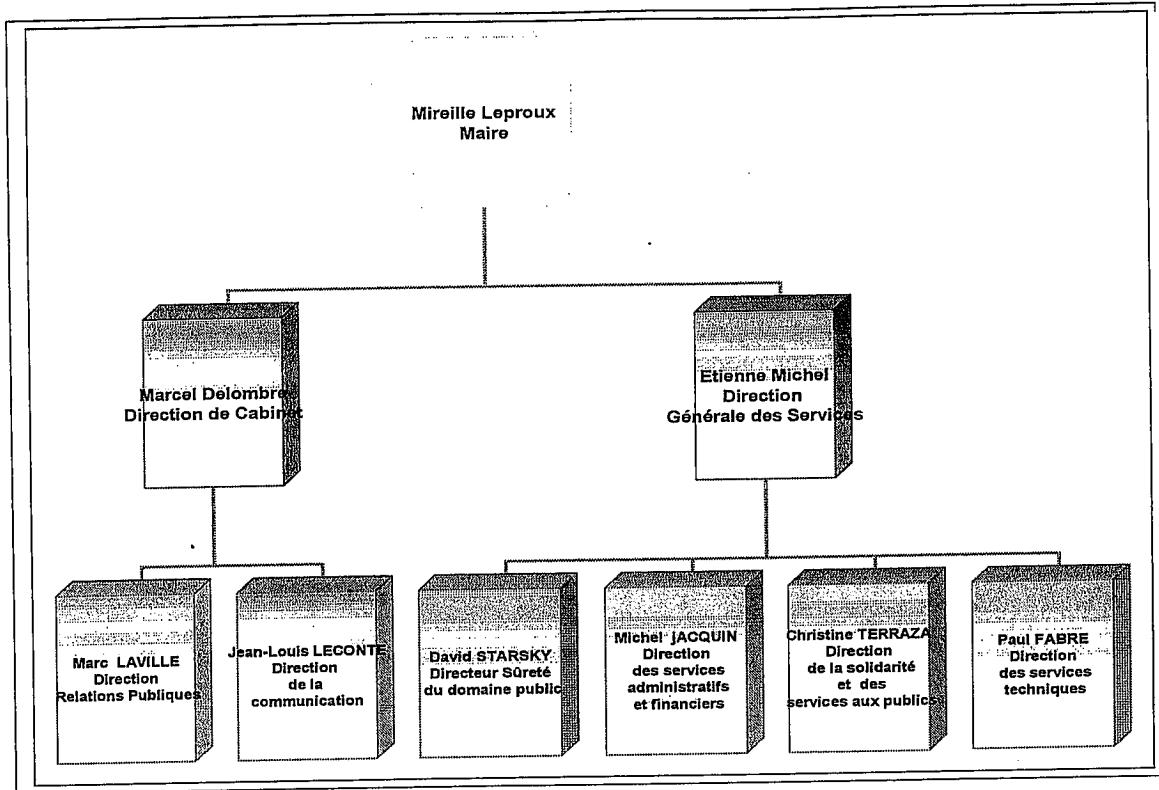 Mireille Leproux
Maire
Marcel Delombre
Direction de Cabinet
Etienne Michel
Direction
Générale des Services
Marc LAVILLE
Direction
Relations Publiques
Jean-Louis LECONTE
Direction
de la
communication
David STARSKY
Directeur Sûreté
du domaine public
Michel JACQUIN
Direction
des services
administratifs
et financiers
Christine TERRAZA
Direction
de la solidarité
et des
services aux publics
Paul FABRE
Direction
des services
techniques